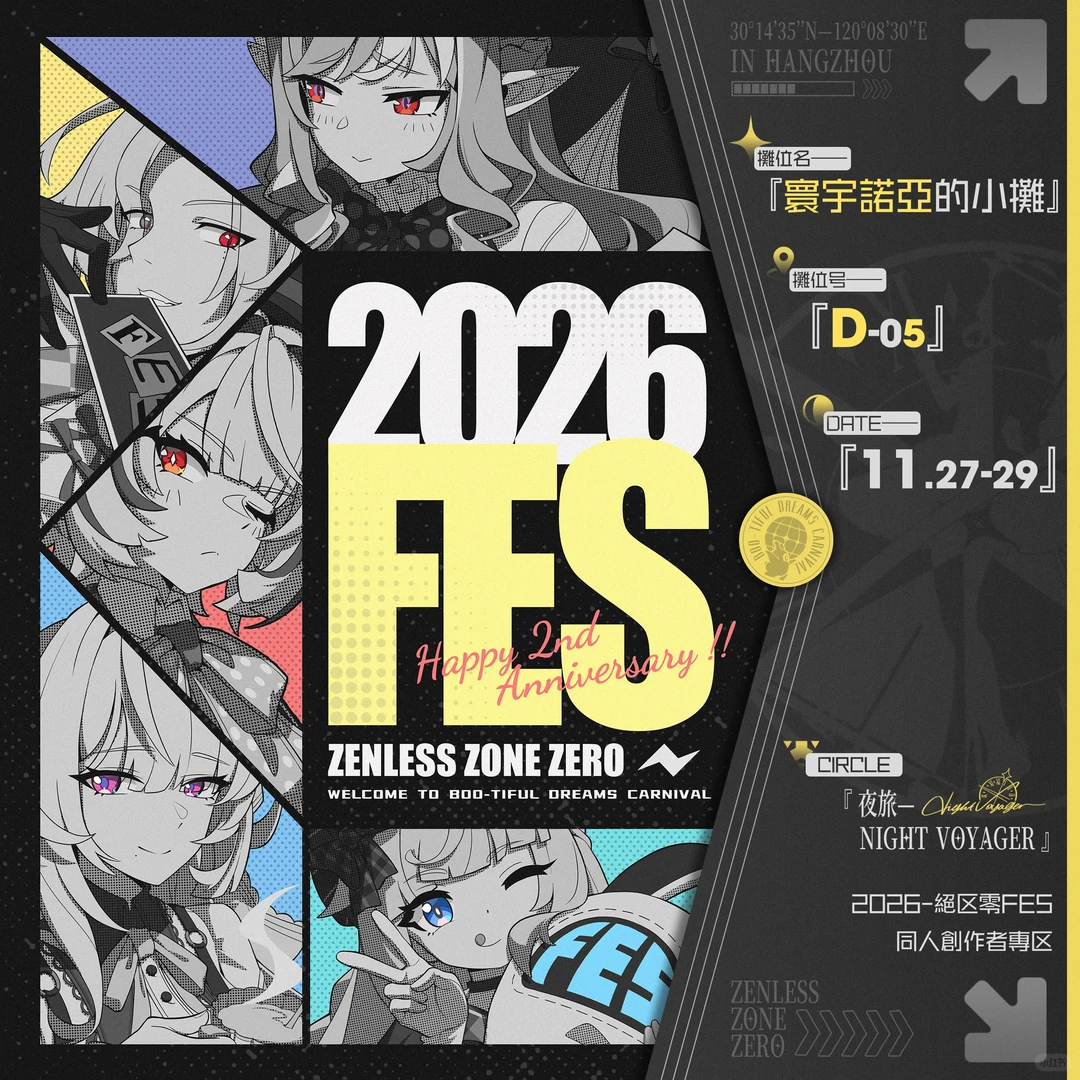 30°14'35"N—120°08'30"E
IN HANGZHOU
攤位名——
『寰宇諾亞的小攤』
攤位号——
『D-05』
DATE——
『11.27-29』
2026
FES
Happy 2nd
Anniversary !!
ZENLESS ZONE ZERO
WELCOME TO BOO-TIFUL DREAMS CARNIVAL
BOO TIFUL DREAMS CARNIVAL
FES
FES
CIRCLE
『夜旅— Night Voyager
NIGHT VOYAGER』
2026-絕区零FES
同人創作者專区
ZENLESS
ZONE
ZERO